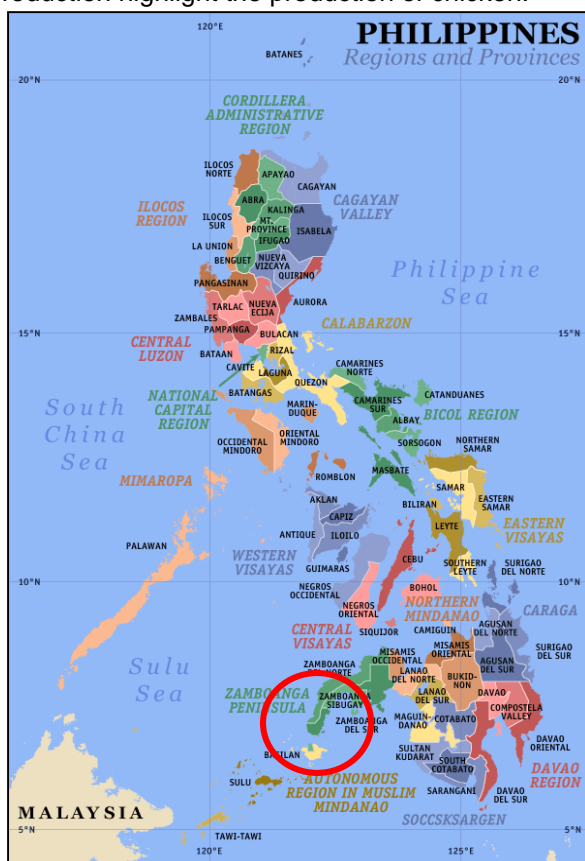 roduction highlight the production of chicken.
PHILIPPINES
Regions and Provinces
120°E
125°E
BATANES
20°N
20°N
CORDILLERA
ADMINISTRATIVE
REGION
ILOCOS
NORTE
APAYAO
CAGAYAN
ABRA
CAGAYAN
VALLEY
KALINGA
ILOCOS
REGION
ILOCOS
SUR
MT.
PROVINCE
ISABELA
IFUGAO
LA UNION
BENGUET
NUEVA
VIZCAYA
QUIRINO
Philippine
Sea
PANGASINAN
AURORA
TARLAC
NUEVA
ECIJA
ZAMBALES
PAMPANGA
CALABARZON
15°N
15°N
CENTRAL
LUZON
BULACAN
BATAAN
RIZAL
CAVITE
LAGUNA
QUEZON
CAMARINES
NORTE
NATIONAL
CAPITAL
REGION
BATANGAS
CATANDUANES
CAMARINES
SUR
South
China
Sea
MARIN-
DUQUE
ALBAY
BICOL REGION
OCCIDENTAL
MINDORO
ORIENTAL
MINDORO
SORSOGON
NORTHERN
SAMAR
MIMAROPA
ROMBLON
MASBATE
SAMAR
AKLAN
BILIRAN
EASTERN
SAMAR
CAPIZ
ANTIQUE
ILOILO
LEYTE
EASTERN
VISAYAS
PALAWAN
WESTERN
VISAYAS
GUIMARAS
CEBU
SOUTHERN
LEYTE
SURIGAO
DEL NORTE
10°N
10°N
NEGROS
OCCIDENTAL
BOHOL
NEGROS
ORIENTAL
NORTHERN
MINDANAO
CARAGA
CENTRAL
VISAYAS
SIQUIJOR
CAMIGUIN
AGUSAN
DEL NORTE
Sulu
Sea
MISAMIS
OCCIDENTAL
MISAMIS
ORIENTAL
SURIGAO
DEL SUR
ZAMBOANGA
DEL NORTE
LANAO
DEL NORTE
BUKID-
NON
AGUSAN
DEL SUR
ZAMBOANGA
PENINSULA
ZAMBOANGA
SIBUGAY
LANAO
DEL SUR
DAVAO
COMPOSTELA
VALLEY
ZAMBOANGA
DEL SUR
MAGUIN-
DANAO
COTABATO
DAVAO
ORIENTAL
BASILAN
SULTAN
KUDARAT
SOUTH
COTABATO
DAVAO
REGION
SULU
AUTONOMOUS
REGION IN MUSLIM
MINDANAO
SARANGANI
DAVAO
DEL SUR
MALAYSIA
SOCCSKSARGEN
TAWI-TAWI
5°N
5°N
120°E
125°E